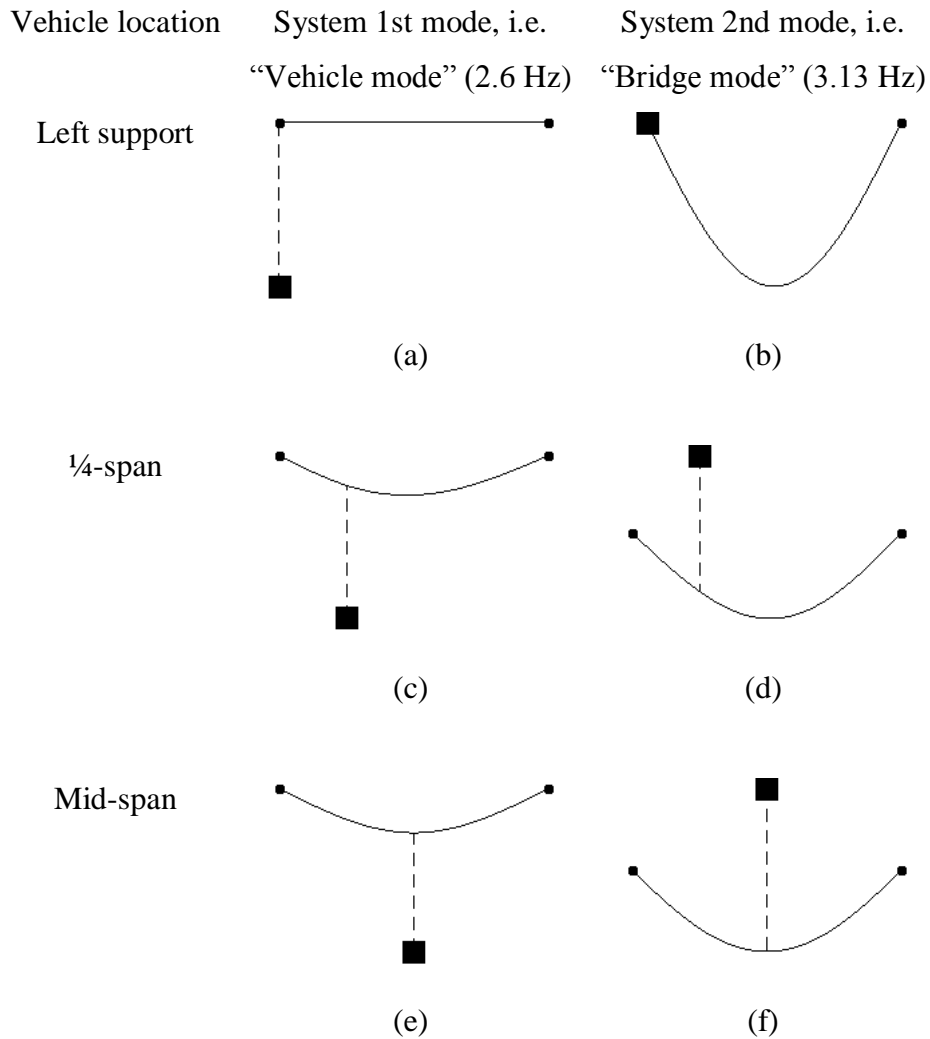 Vehicle location System 1st mode, i.e. System 2nd mode, i.e.
“Vehicle mode” (2.6 Hz) “Bridge mode” (3.13 Hz)
Left support
(a) (b)
¼-span
(c) (d)
Mid-span
(e) (f)